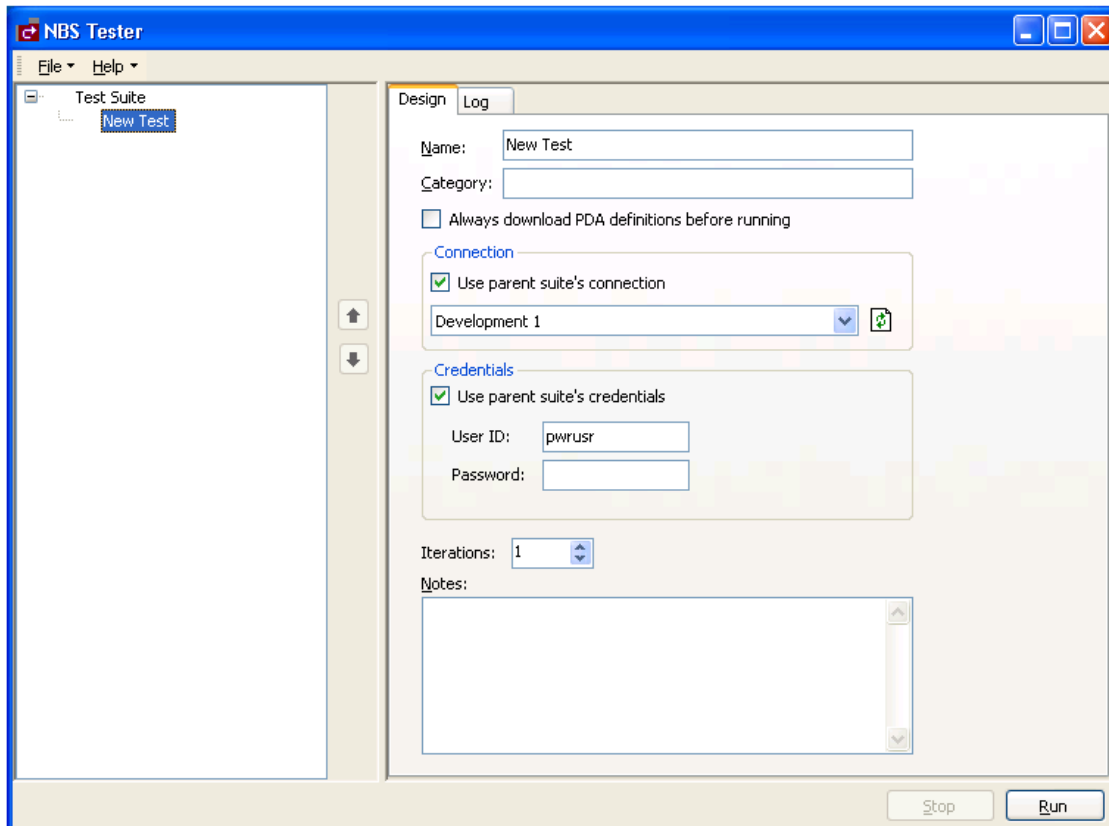 NBS Tester
File Help
Test Suite
New Test
Design Log
Name: New Test
Category:
Always download PDA definitions before running
Connection
Use parent suite's connection
Development 1
Credentials
Use parent suite's credentials
User ID: pwrusr
Password:
Iterations: 1
Notes:
Stop Run